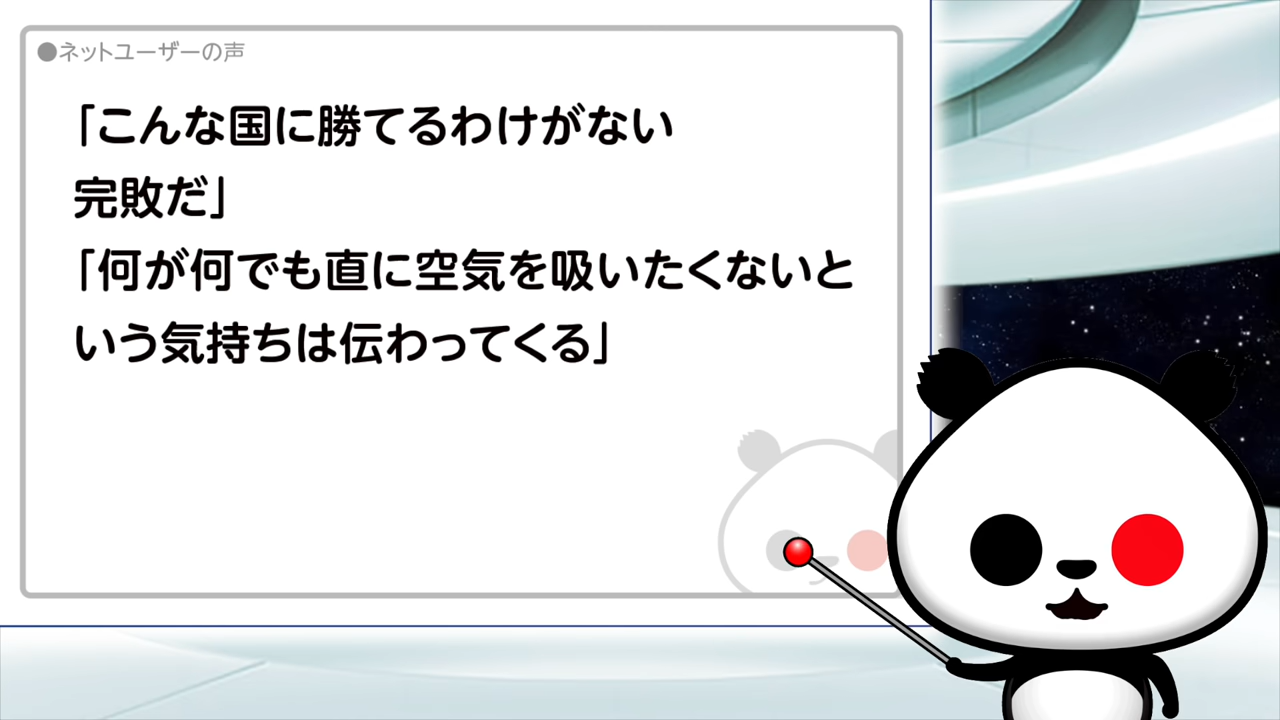 ●ネットユーザーの声
「こんな国に勝てるわけがない
完敗だ」
「何が何でも直に空気を吸いたくないと
いう気持ちは伝わってくる」